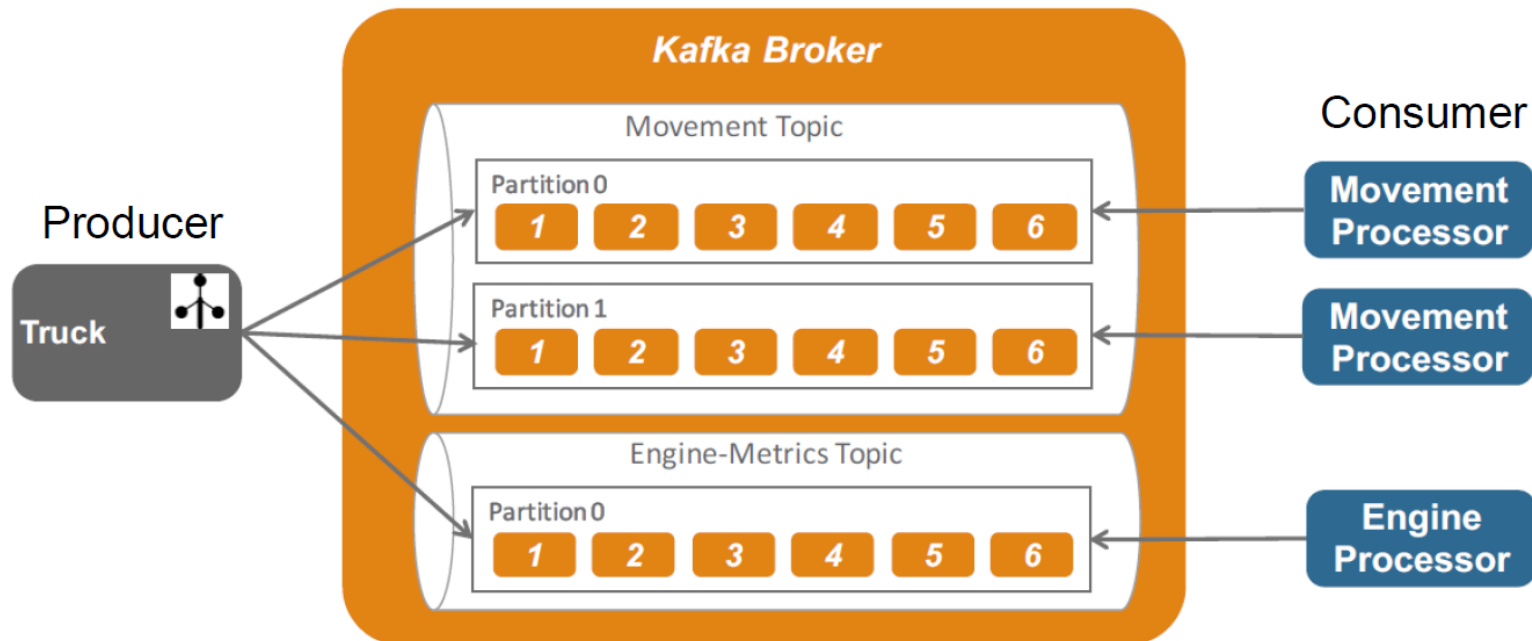 Kafka Broker
Movement Topic
Consumer
Partition 0
1 2 3 4 5 6
Movement
Processor
Producer
Truck
Partition 1
1 2 3 4 5 6
Movement
Processor
Engine-Metrics Topic
Partition 0
1 2 3 4 5 6
Engine
Processor